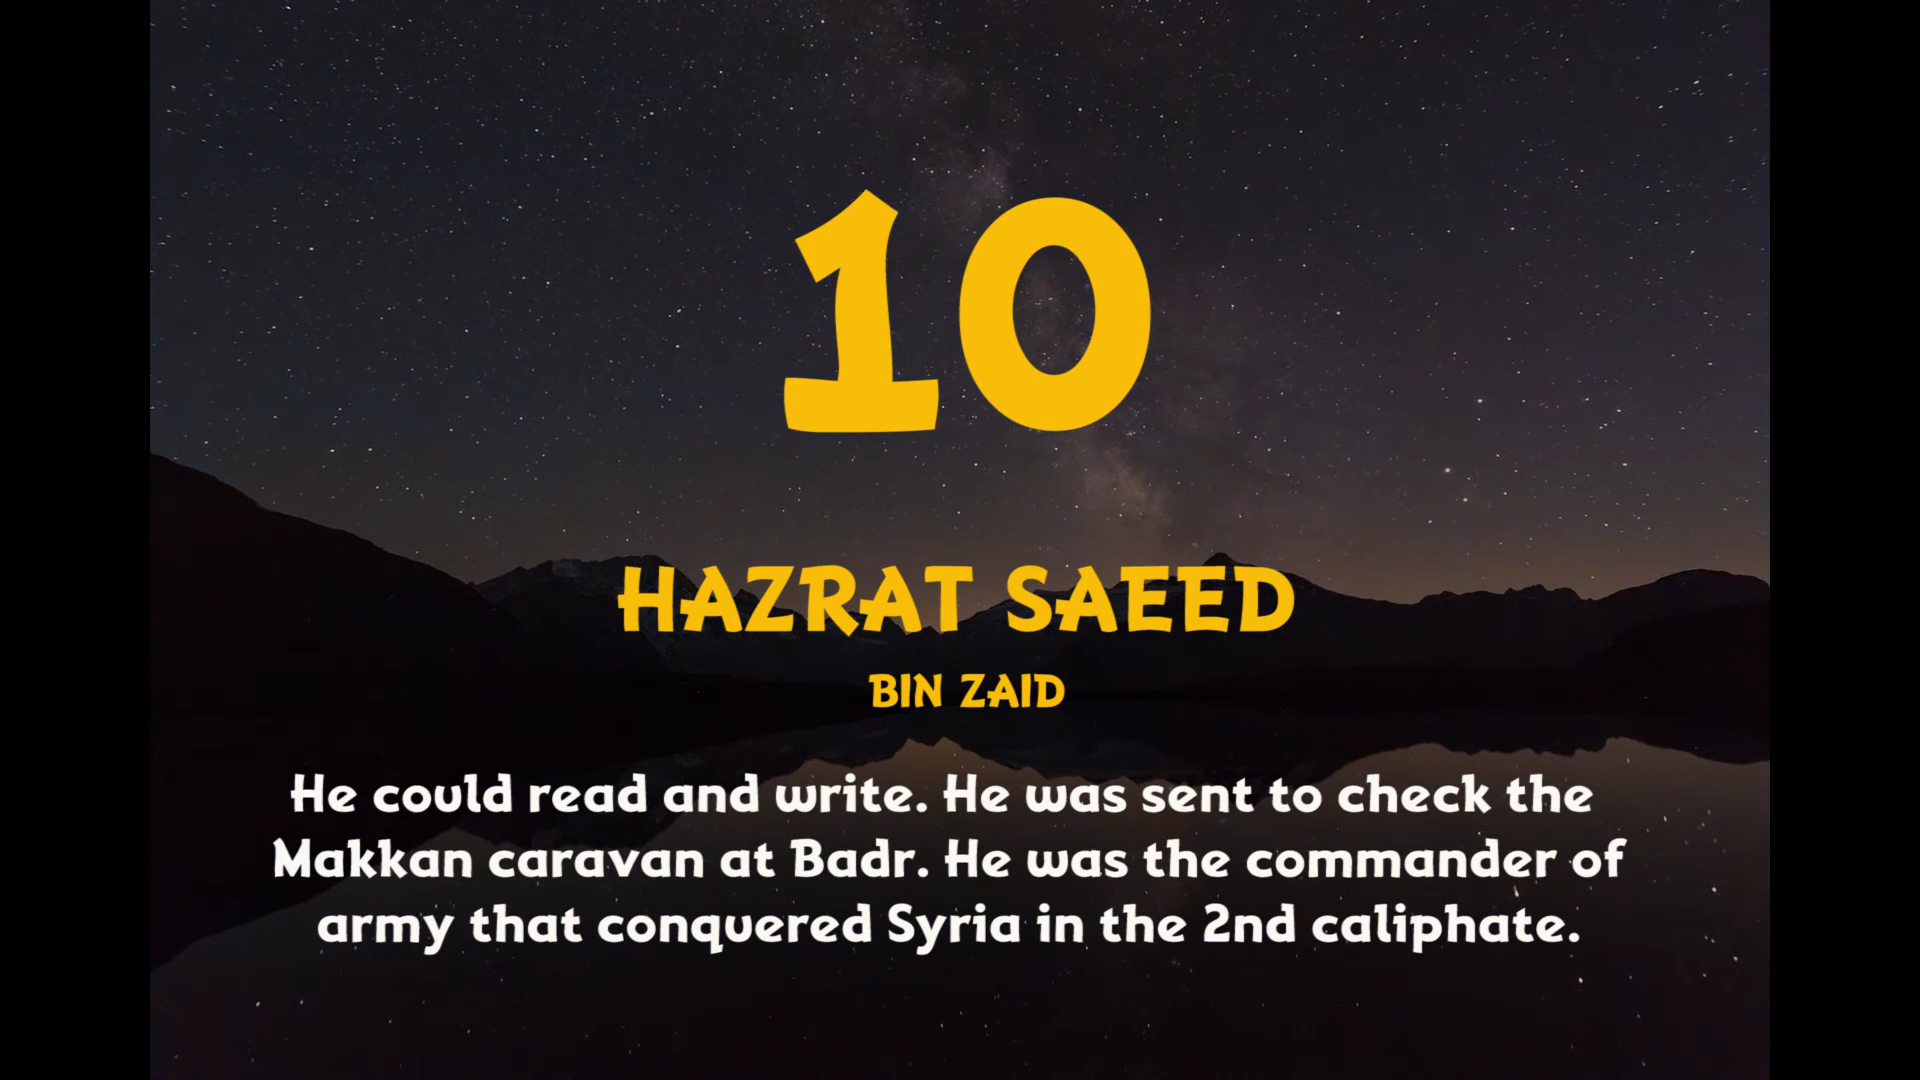 10
HAZRAT SAEED
BIN ZAID
He could read and write. He was sent to check the
Makkan caravan at Badr. He was the commander of
army that conquered Syria in the 2nd caliphate.